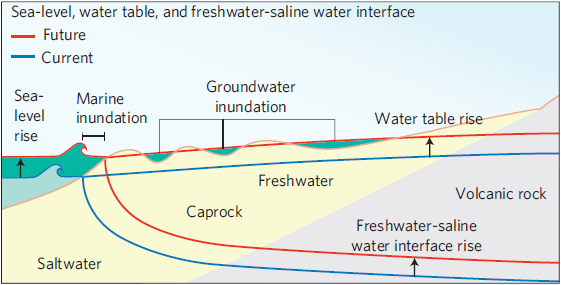 Sea-level, water table, and freshwater-saline water interface
Future
Current
Sea-
level
rise
Marine
inundation
Groundwater
inundation
Water table rise
Freshwater
Volcanic rock
Caprock
Freshwater-saline
water interface rise
Saltwater